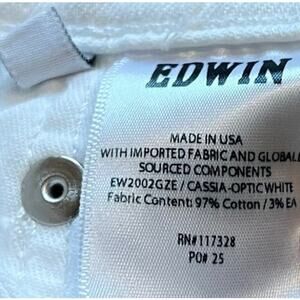 EDWIN
MADE IN USA
WITH IMPORTED FABRIC AND GLOBALL
SOURCED COMPONENTS
EW2002GZE / CASSIA-OPTIC WHITE
Fabric Content: 97% Cotton / 3% EA
RN#117328
PO# 25